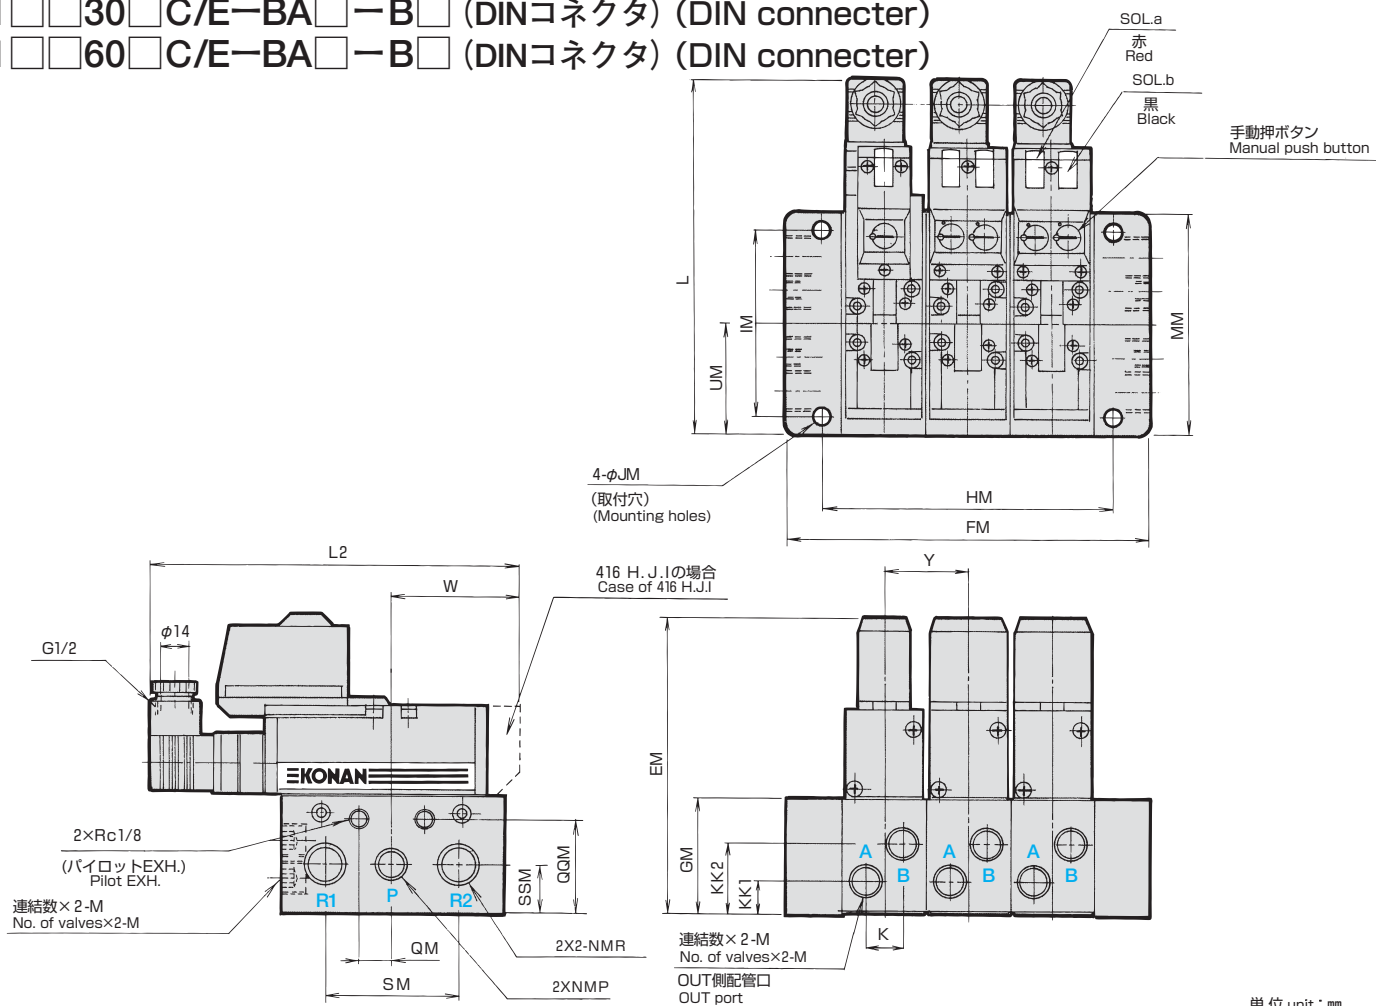 □□30□C/E−BA□−B□ (DINコネクタ) (DIN connecter)
□□60□C/E−BA□−B□ (DINコネクタ) (DIN connecter)
SOL.a
赤
Red
SOL.b
黒
Black
手動押ボタン
Manual push button
L
IM
UM
MM
4-φJM
(取付穴)
(Mounting holes)
HM
FM
L2
W
416 H.J.Iの場合
Case of 416 H.J.I
Y
φ14
G1/2
KONAN
EM
GM
KK2
KK1
A
B
A
B
A
B
K
2×Rc1/8
(パイロットEXH.)
Pilot EXH.
連結数×2-M
No. of valves×2-M
R1
P
R2
SSM
QQM
QM
SM
2X2-NMR
2XNMP
連結数×2-M
No. of valves×2-M
OUT側配管口
OUT port
単位 unit：㎜